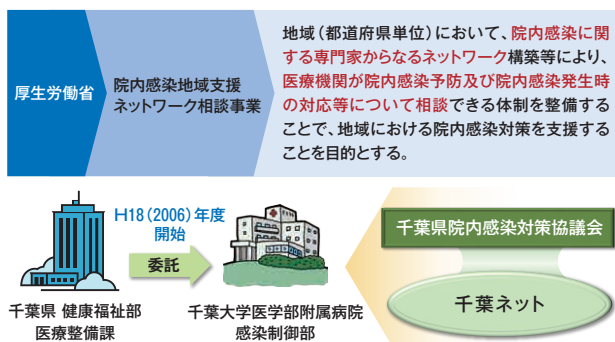 厚生労働省
院内感染地域支援
ネットワーク相談事業
地域(都道府県単位)において、院内感染に関
する専門家からなるネットワーク構築等により、
医療機関が院内感染予防及び院内感染発生時
の対応等について相談できる体制を整備する
ことで、地域における院内感染対策を支援する
ことを目的とする。
H18(2006)年度
開始
委託
千葉県 健康福祉部
医療整備課
千葉大学医学部附属病院
感染制御部
千葉県院内感染対策協議会
千葉ネット